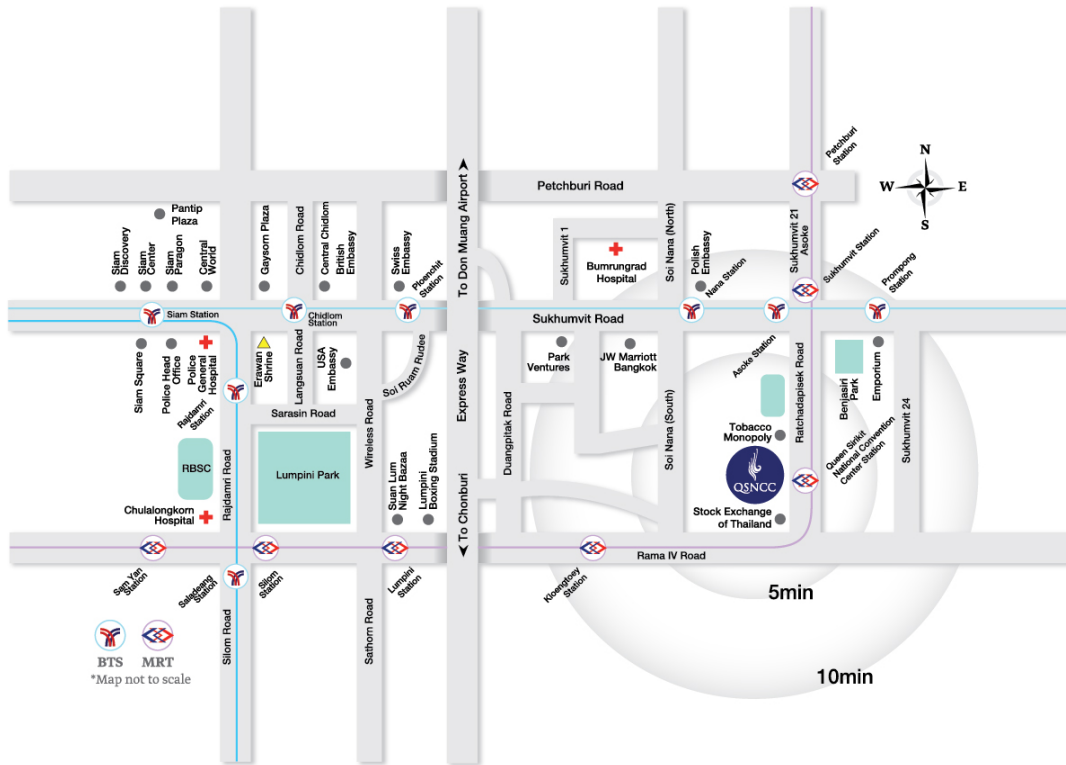 N
W
E
S
Petchburi
Station
Petchburi Road
To Don Muang Airport
Pantip
Plaza
Siam
Discovery
Siam
Center
Siam
Paragon
Central
World
Gaysorn Plaza
Chidlom Road
Central Chidlom
British
Embassy
Swiss
Embassy
Ploenchit
Station
Sukhumvit 1
Bumrungrad
Hospital
Soi Nana (North)
Polish
Embassy
Nana Station
Sukhumvit 21
Asoke
Sukhumvit Station
Prompong
Station
Siam Station
Chidlom
Station
Sukhumvit Road
Siam Square
Police Head
Office
Police
General
Hospital
Erawan
Shrine
Langsuan Road
USA
Embassy
Soi Ruam Rudee
Express Way
Park
Ventures
JW Marriott
Bangkok
Asoke Station
Ratchadapisek Road
Benjasiri
Park
Emporium
Rajdamri
Station
Sarasin Road
Wireless Road
Duangpitak Road
Soi Nana (South)
Tobacco
Monopoly
Queen Sirikit
National Convention
Center Station
Sukhumvit 24
RBSC
Rajdamri Road
Lumpini Park
Suan Lum
Night Bazaa
Lumpini
Boxing Stadium
QSNCC
Chulalongkorn
Hospital
To Chonburi
Stock Exchange
of Thailand
Rama IV Road
Sam Yan
Station
Saladeang
Station
Silom
Station
Lumpini
Station
Kloengtoey
Station
5min
Silom Road
Sathorn Road
BTS
MRT
10min
*Map not to scale